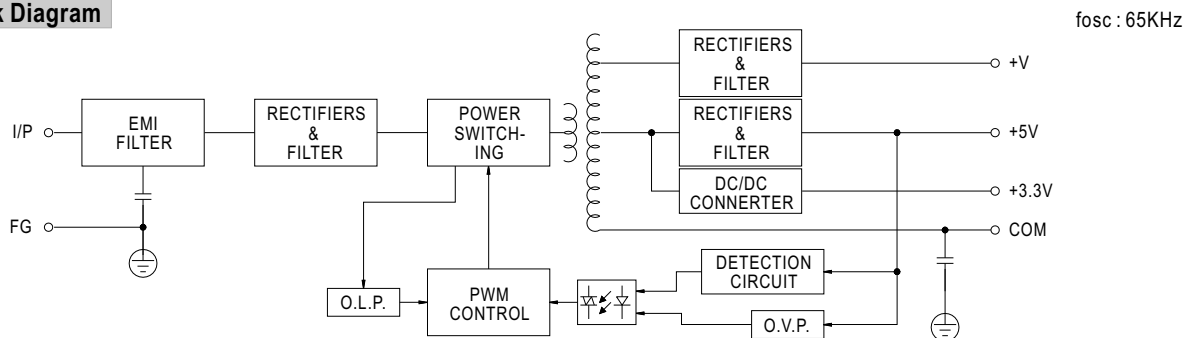 k Diagram
fosc : 65KHz
RECTIFIERS
&
FILTER
+V
I/P
EMI
FILTER
RECTIFIERS
&
FILTER
POWER
SWITCH-
ING
RECTIFIERS
&
FILTER
+5V
DC/DC
CONNERTER
+3.3V
FG
COM
DETECTION
CIRCUIT
O.L.P.
PWM
CONTROL
O.V.P.